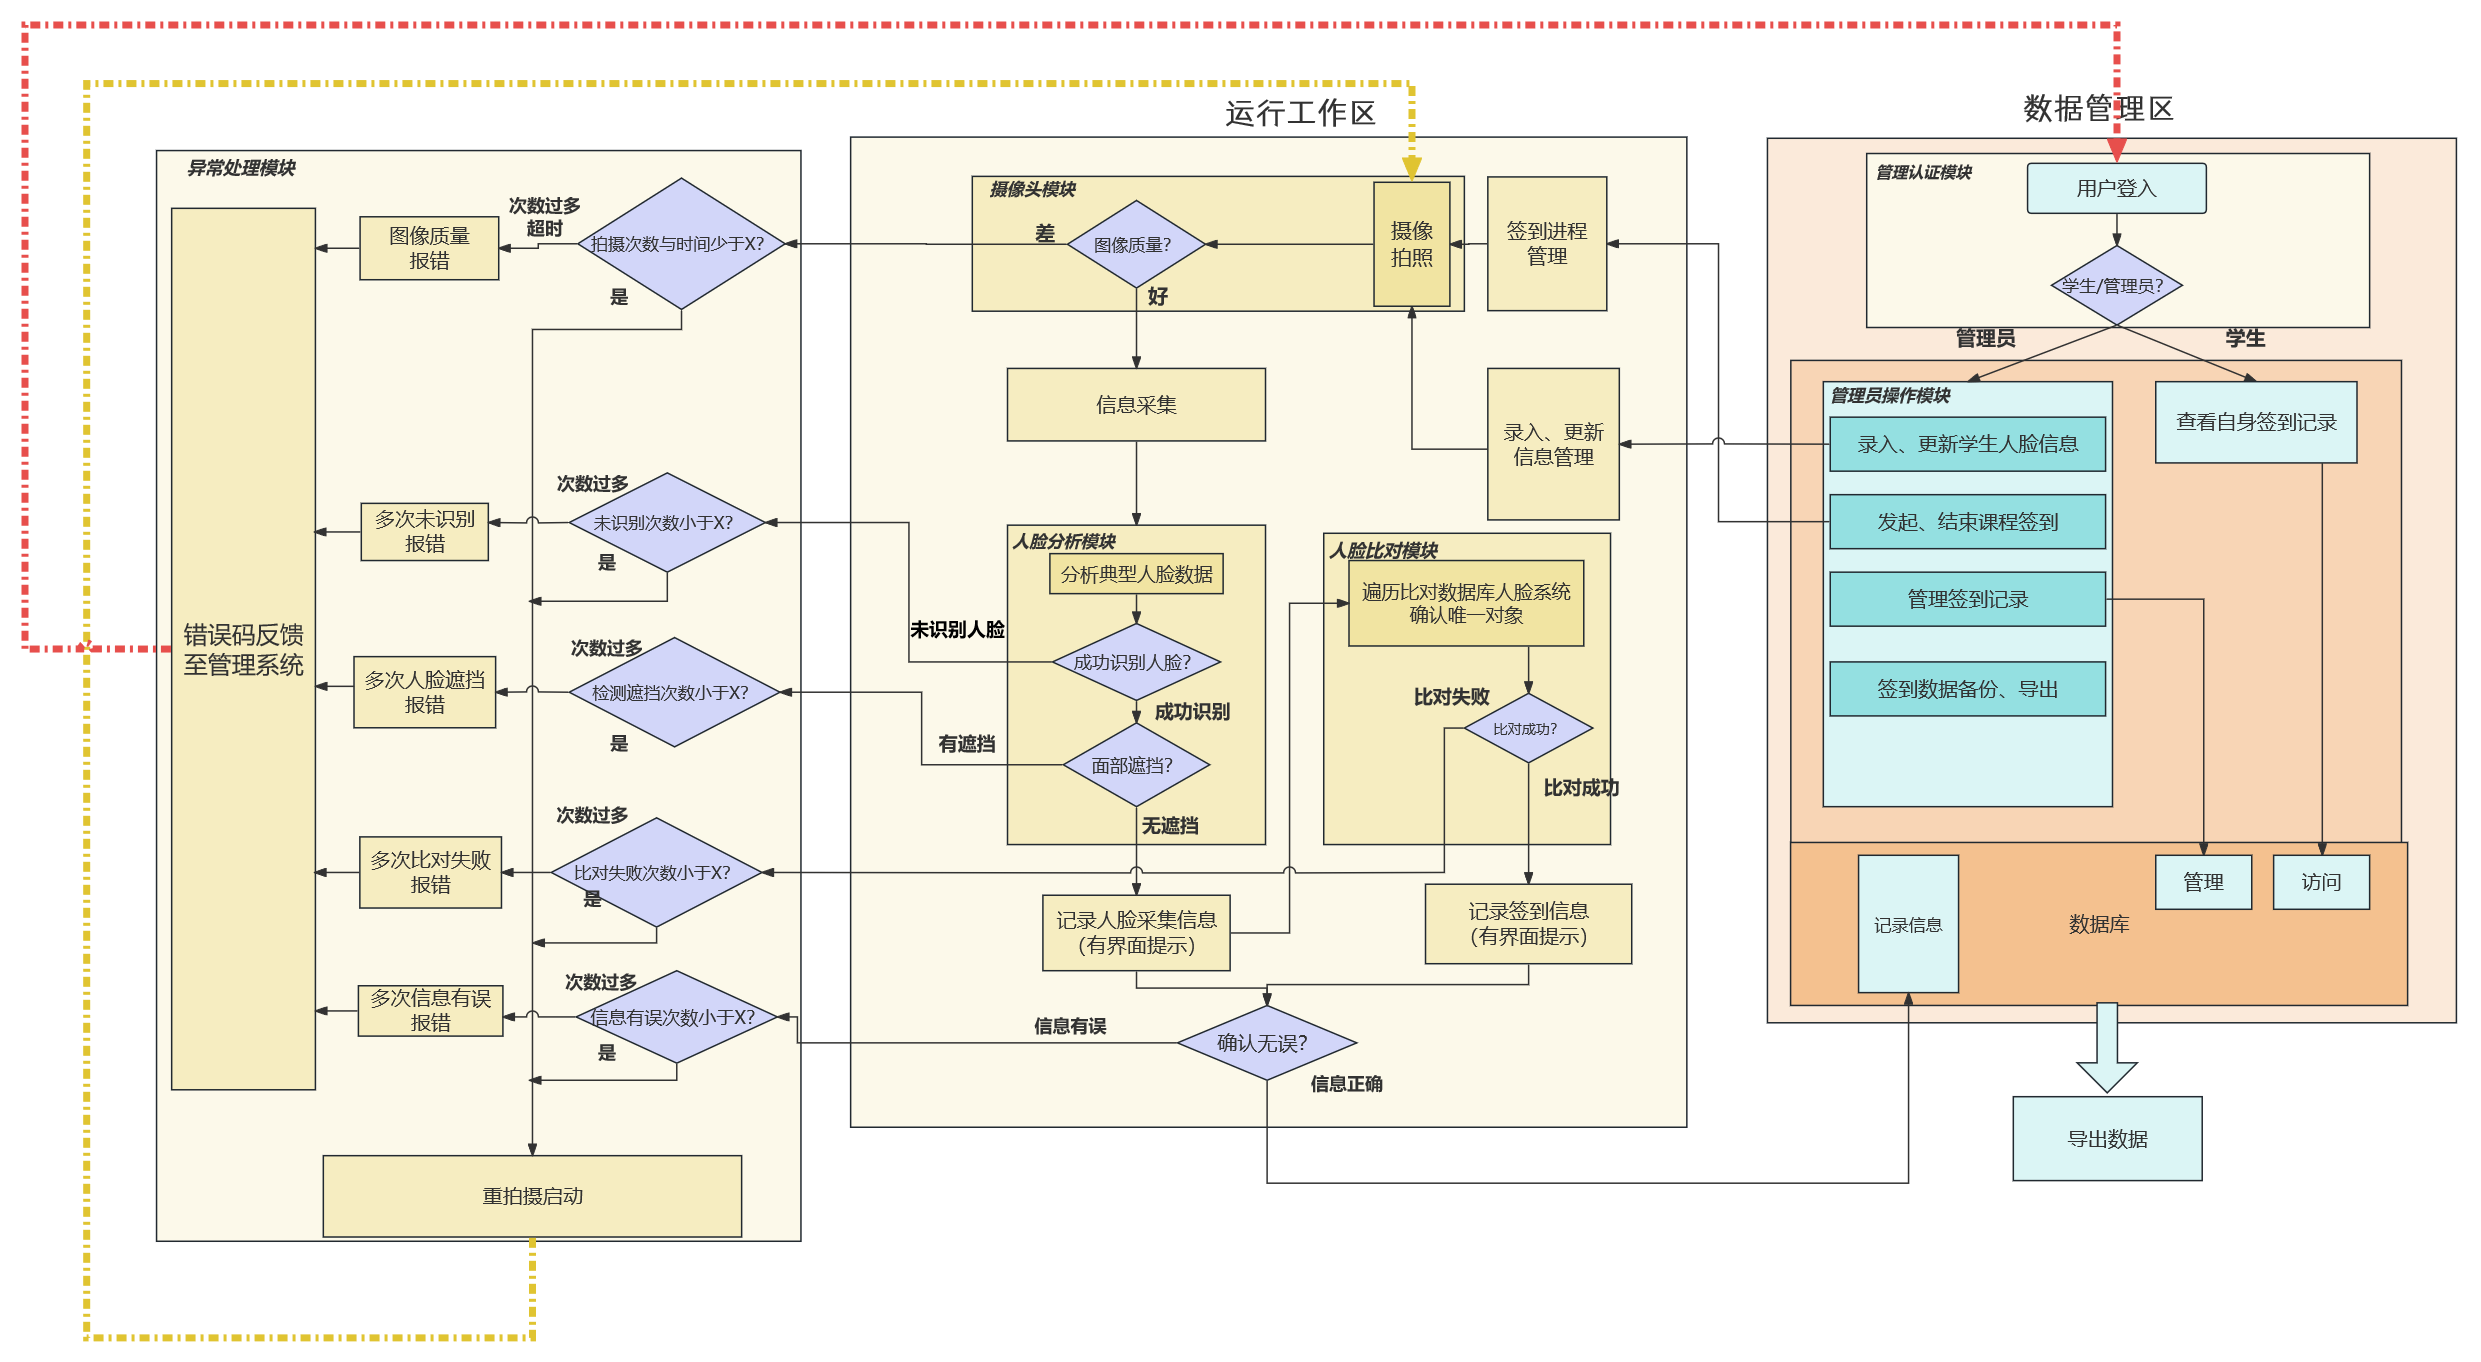 运行工作区
数据管理区
异常处理模块
次数过多
超时
图像质量
报错
拍摄次数与时间少于X?
是
错误码反馈
至管理系统
次数过多
多次未识别
报错
未识别次数小于X?
是
次数过多
多次人脸遮挡
报错
检测遮挡次数小于X?
是
次数过多
多次比对失败
报错
比对失败次数小于X?
是
次数过多
多次信息有误
报错
信息有误次数小于X?
是
重拍摄启动
摄像头模块
差
图像质量?
好
摄像
拍照
签到进程
管理
信息采集
录入、更新
信息管理
人脸分析模块
分析典型人脸数据
未识别人脸
成功识别人脸?
成功识别
有遮挡
面部遮挡?
无遮挡
人脸比对模块
遍历比对数据库人脸系统
确认唯一对象
比对失败
比对成功?
比对成功
记录人脸采集信息
(有界面提示)
记录签到信息
(有界面提示)
信息有误
确认无误?
信息正确
管理认证模块
用户登入
学生/管理员?
管理员
学生
管理员操作模块
录入、更新学生人脸信息
发起、结束课程签到
管理签到记录
签到数据备份、导出
查看自身签到记录
记录信息
数据库
管理
访问
导出数据